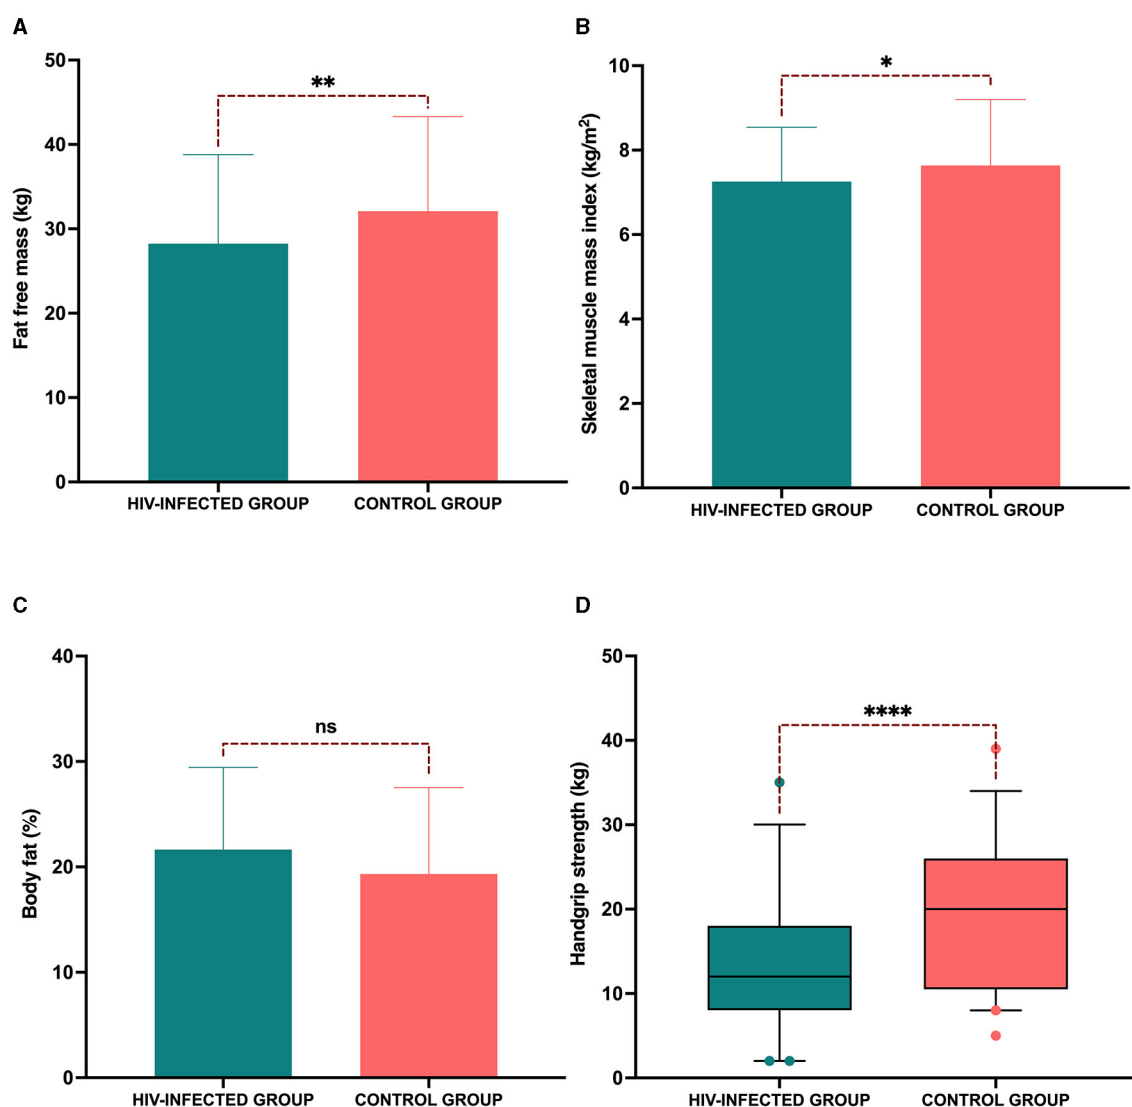 A
50
40
30
20
10
0
Fat free mass (kg)
**
HIV-INFECTED GROUP
CONTROL GROUP
B
10
8
6
4
2
0
Skeletal muscle mass index (kg/m²)
*
HIV-INFECTED GROUP
CONTROL GROUP
C
40
30
20
10
0
Body fat (%)
ns
HIV-INFECTED GROUP
CONTROL GROUP
D
50
40
30
20
10
0
Handgrip strength (kg)
****
HIV-INFECTED GROUP
CONTROL GROUP